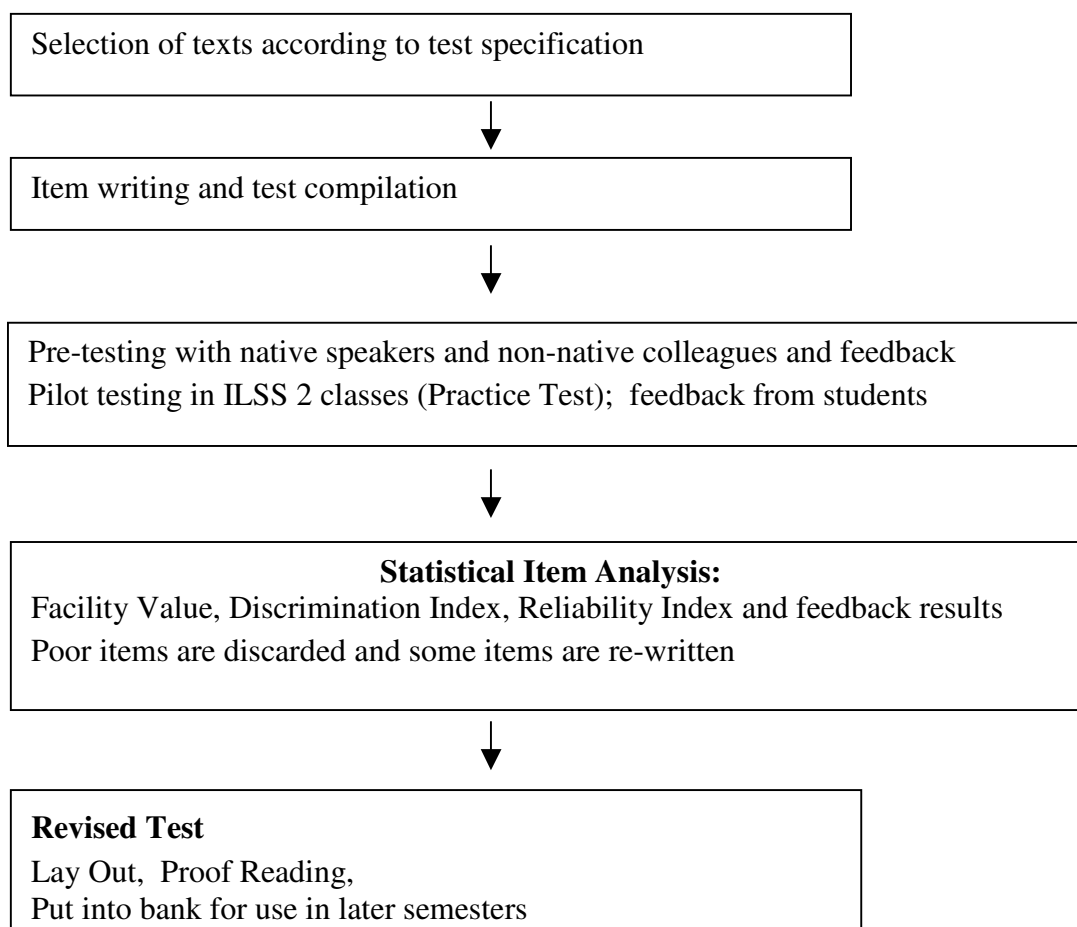 Selection of texts according to test specification
Item writing and test compilation
Pre-testing with native speakers and non-native colleagues and feedback
Pilot testing in ILSS 2 classes (Practice Test);  feedback from students
Statistical Item Analysis:
Facility Value, Discrimination Index, Reliability Index and feedback results
Poor items are discarded and some items are re-written
Revised Test
Lay Out,  Proof Reading,
Put into bank for use in later semesters